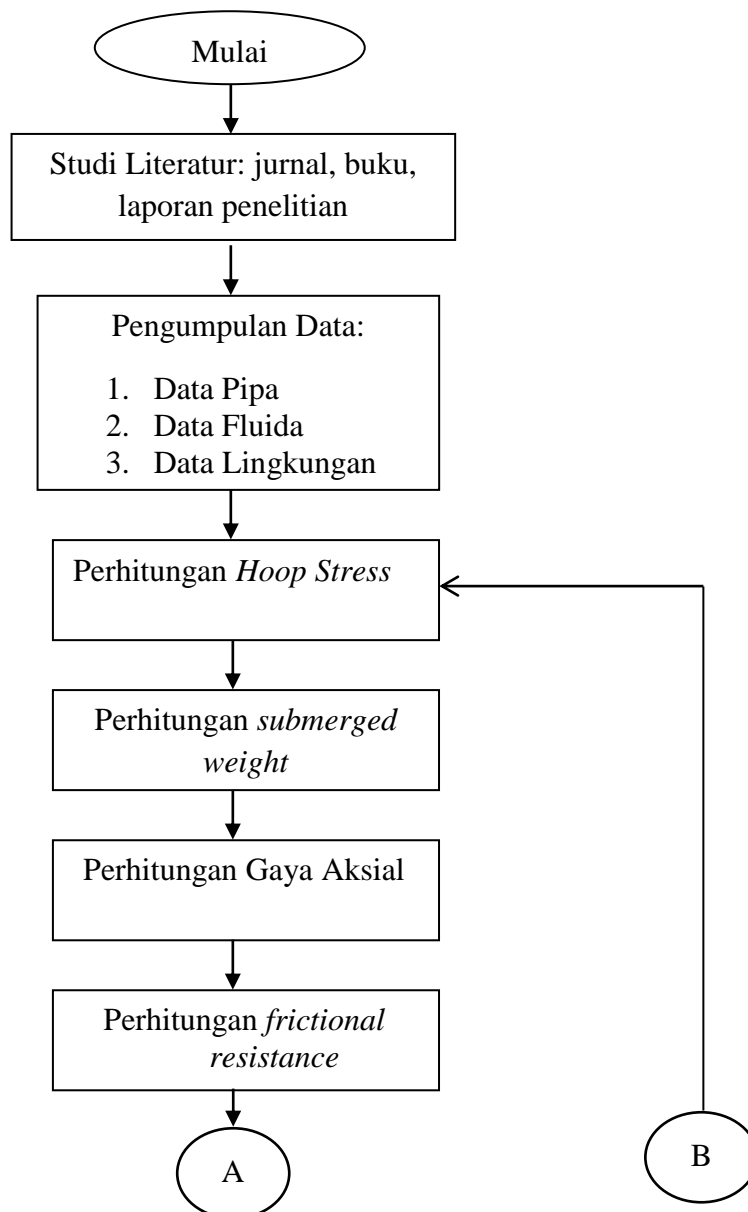 Mulai
Studi Literatur: jurnal, buku,
laporan penelitian
Pengumpulan Data:
1. Data Pipa
2. Data Fluida
3. Data Lingkungan
Perhitungan Hoop Stress
Perhitungan submerged
weight
Perhitungan Gaya Aksial
Perhitungan frictional
resistance
A
B